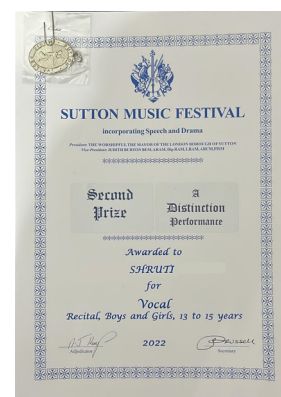 SUTTON MUSIC FESTIVAL
incorporating Speech and Drama
President: THE WORSHIPFUL THE MAYOR OF THE LONDON BOROUGH OF SUTTON
Second
Prize
A
Distinction
Performance
Awarded to
SHRUTI
for
Vocal
Recital, Boys and Girls, 13 to 15 years
2022
Adjudicator
Secretary